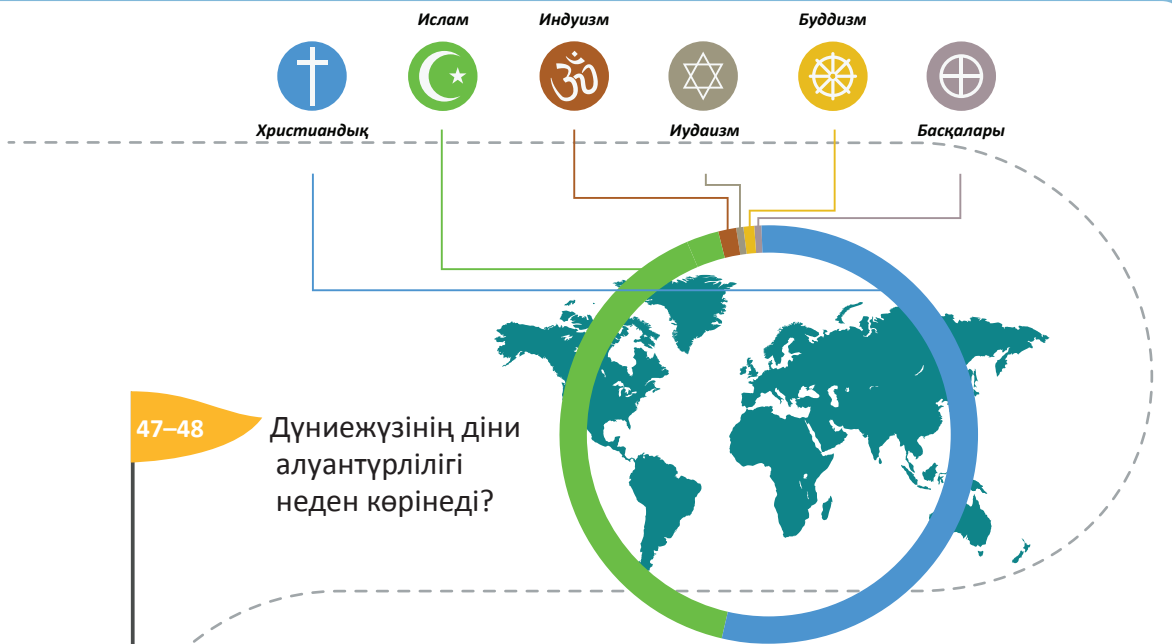 Ислам
Индуизм
Буддизм
Христиандық
Иудаизм
Басқалары
47–48
Дүниежүзінің діни
алуантүрлілігі
неден көрінеді?